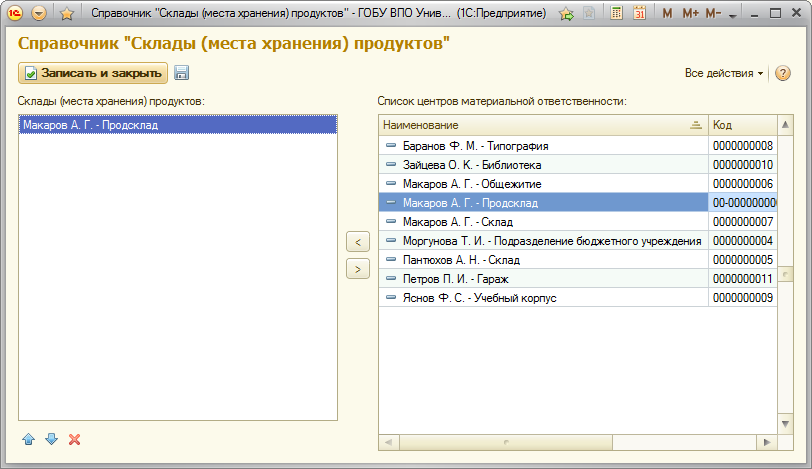 Справочник "Склады (места хранения) продуктов" - ГОБУ ВПО Унив... (1С:Предприятие)
M M+ M-
Справочник "Склады (места хранения) продуктов"
Записать и закрыть
Все действия
Склады (места хранения) продуктов:
Макаров А. Г. - Продсклад
Список центров материальной ответственности:
Наименование Код
Баранов Ф. М. - Типография 0000000008
Зайцева О. К. - Библиотека 0000000010
Макаров А. Г. - Общежитие 0000000006
Макаров А. Г. - Продсклад 00-0000000
Макаров А. Г. - Склад 0000000007
Моргунова Т. И. - Подразделение бюджетного учреждения 0000000004
Пантюхов А. Н. - Склад 0000000005
Петров П. И. - Гараж 0000000011
Яснов Ф. С. - Учебный корпус 0000000009
<
>